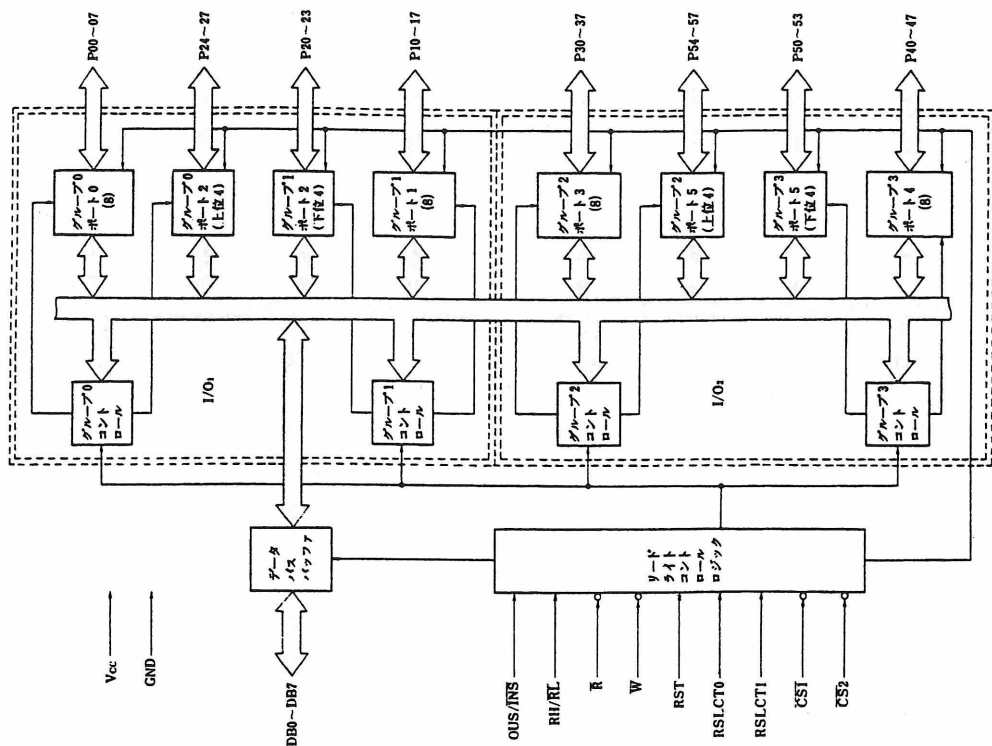 P00～07
P24～27
P20～23
P10～17
P30～37
P54～57
P50～53
P40～47
グループ0
ポート0
(8)
グループ0
ポート2
(上位4)
グループ1
ポート2
(下位4)
グループ1
ポート1
(8)
グループ2
ポート3
(8)
グループ2
ポート5
(上位4)
グループ3
ポート5
(下位4)
グループ3
ポート4
(8)
グループ0
コント
ロール
I/O₁
グループ1
コント
ロール
グループ2
コント
ロール
I/O₂
グループ3
コント
ロール
データ
バス
バッファ
リード
ライト
コント
ロール
ロジック
Vcc
GND
DB0～DB7
OUS/I̅N̅S̅
RH/R̅L̅
R̅
W̅
RST
RSLCT0
RSLCT1
C̅S̅1̅
C̅S̅2̅